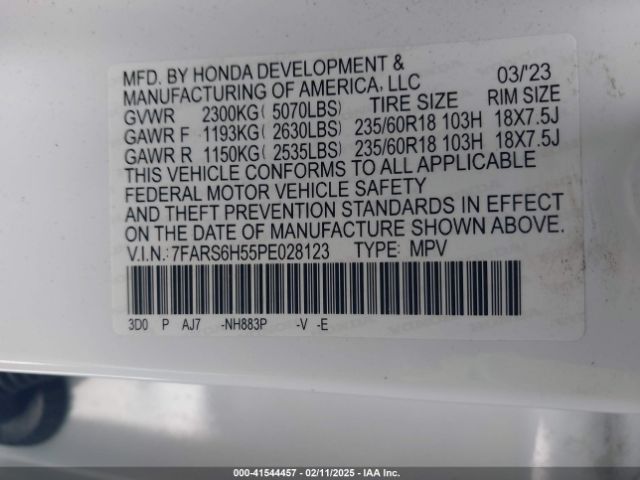 MFD. BY HONDA DEVELOPMENT &
MANUFACTURING OF AMERICA, LLC 03/'23
GVWR 2300KG( 5070LBS) TIRE SIZE RIM SIZE
GAWR F 1193KG( 2630LBS) 235/60R18 103H 18X7.5J
GAWR R 1150KG( 2535LBS) 235/60R18 103H 18X7.5J
THIS VEHICLE CONFORMS TO ALL APPLICABLE
FEDERAL MOTOR VEHICLE SAFETY
AND THEFT PREVENTION STANDARDS IN EFFECT
ON THE DATE OF MANUFACTURE SHOWN ABOVE.
V.I.N.: 7FARS6H55PE028123 TYPE: MPV
3D0 P AJ7 -NH883P -V -E
000-41544457 - 02/11/2025 - IAA Inc.